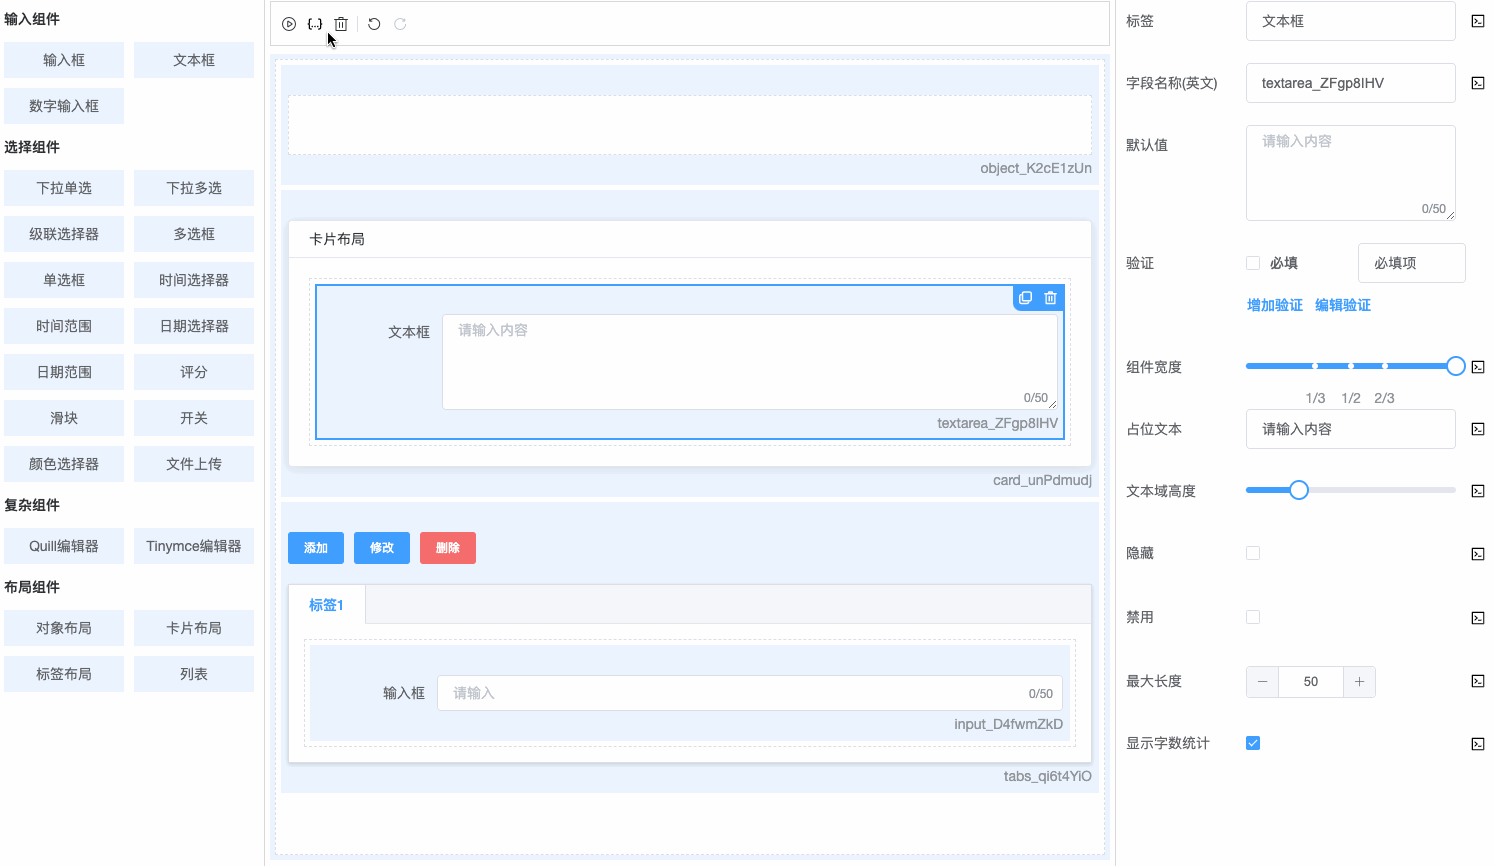 输入组件
输入框
文本框
数字输入框
选择组件
下拉单选
下拉多选
级联选择器
多选框
单选框
时间选择器
时间范围
日期选择器
日期范围
评分
滑块
开关
颜色选择器
文件上传
复杂组件
Quill编辑器
Tinymce编辑器
布局组件
对象布局
卡片布局
标签布局
列表
{..}
object_K2cE1zUn
卡片布局
文本框
请输入内容
0/50
textarea_ZFgp8IHV
card_unPdmudj
添加
修改
删除
标签1
输入框
请输入
0/50
input_D4fwmZkD
tabs_qi6t4YiO
标签
文本框
字段名称(英文)
textarea_ZFgp8IHV
默认值
请输入内容
0/50
验证
必填
必填项
增加验证
编辑验证
组件宽度
1/3
1/2
2/3
占位文本
请输入内容
文本域高度
隐藏
禁用
最大长度
50
显示字数统计